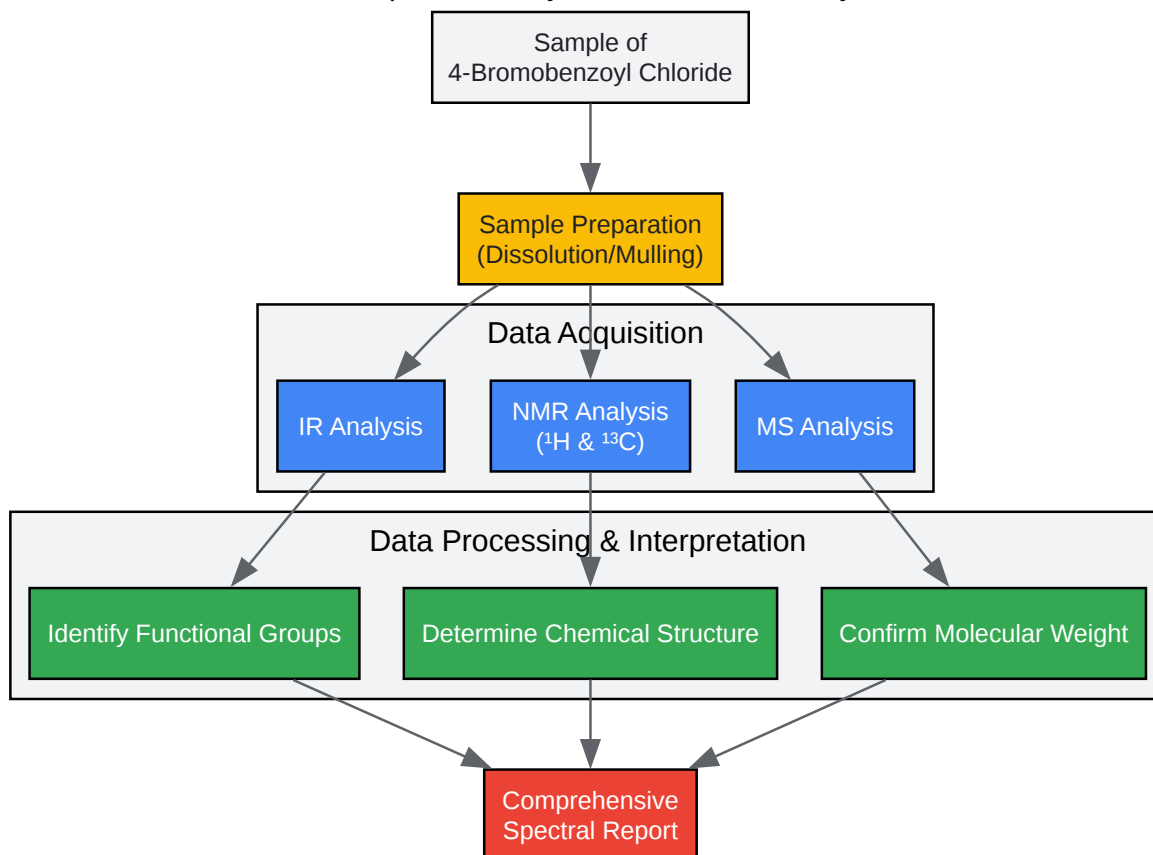 Sample of
4-Bromobenzoyl Chloride
Sample Preparation
(Dissolution/Mulling)
Data Acquisition
IR Analysis
NMR Analysis
(¹H & ¹³C)
MS Analysis
Data Processing & Interpretation
Identify Functional Groups
Determine Chemical Structure
Confirm Molecular Weight
Comprehensive
Spectral Report